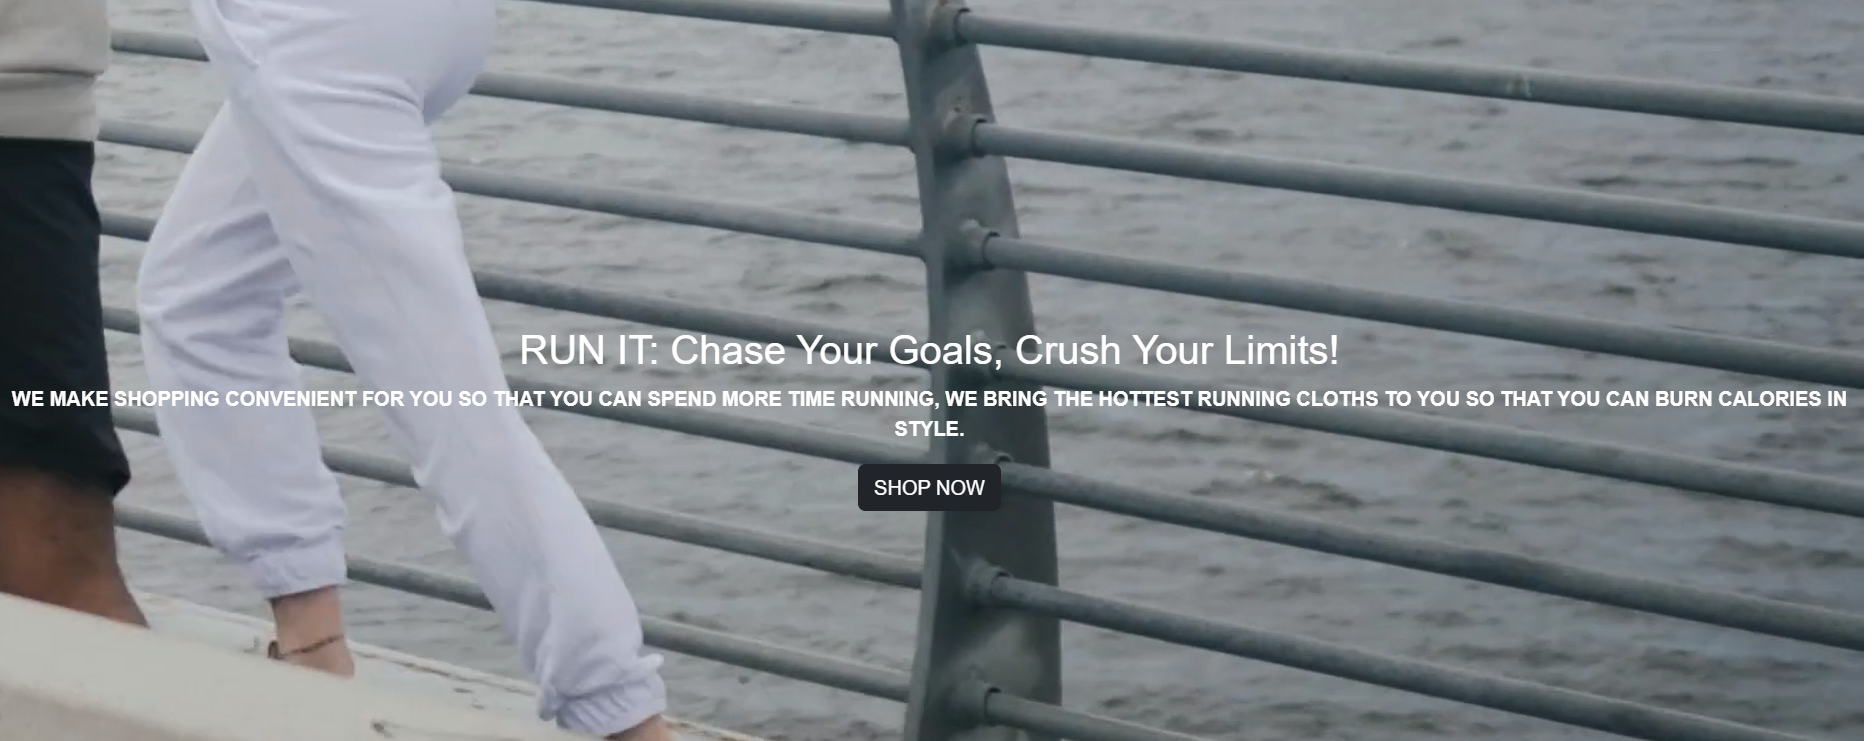 RUN IT: Chase Your Goals, Crush Your Limits!
WE MAKE SHOPPING CONVENIENT FOR YOU SO THAT YOU CAN SPEND MORE TIME RUNNING, WE BRING THE HOTTEST RUNNING CLOTHS TO YOU SO THAT YOU CAN BURN CALORIES IN
STYLE.
SHOP NOW